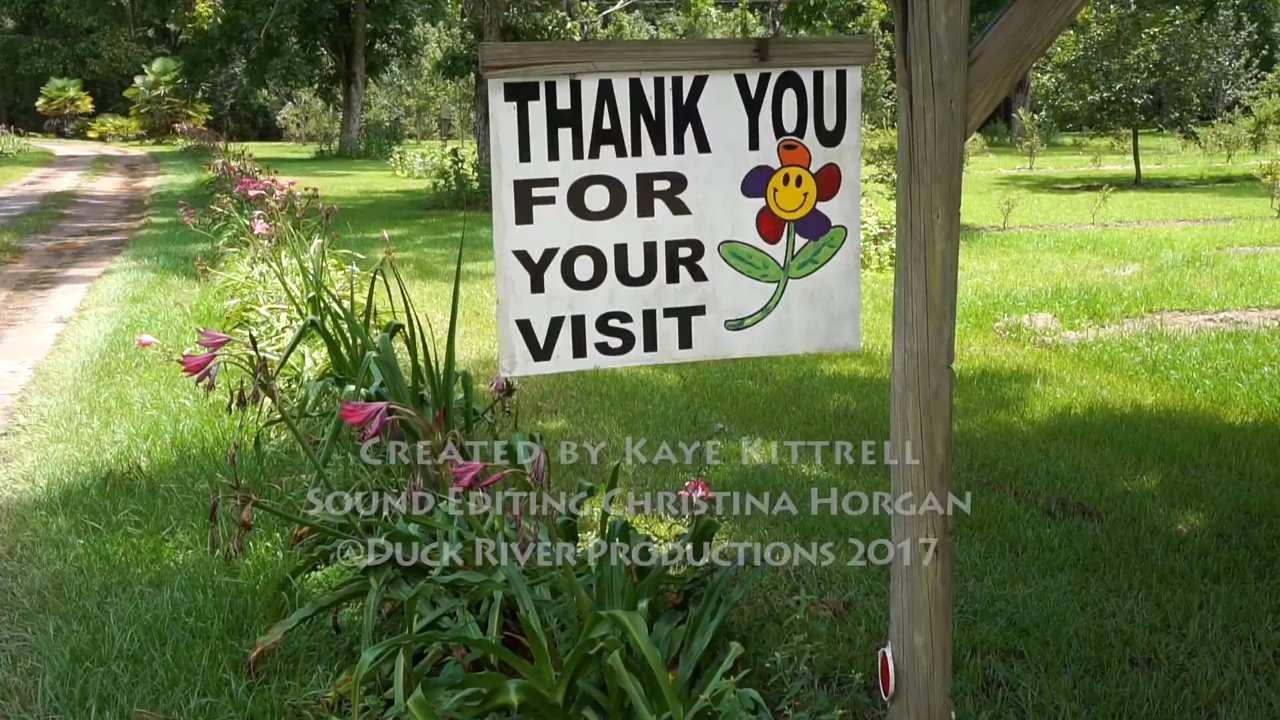 THANK YOU
FOR
YOUR
VISIT
Created by Kaye Kittrell
Sound Editing Christina Horgan
©Duck River Productions 2017